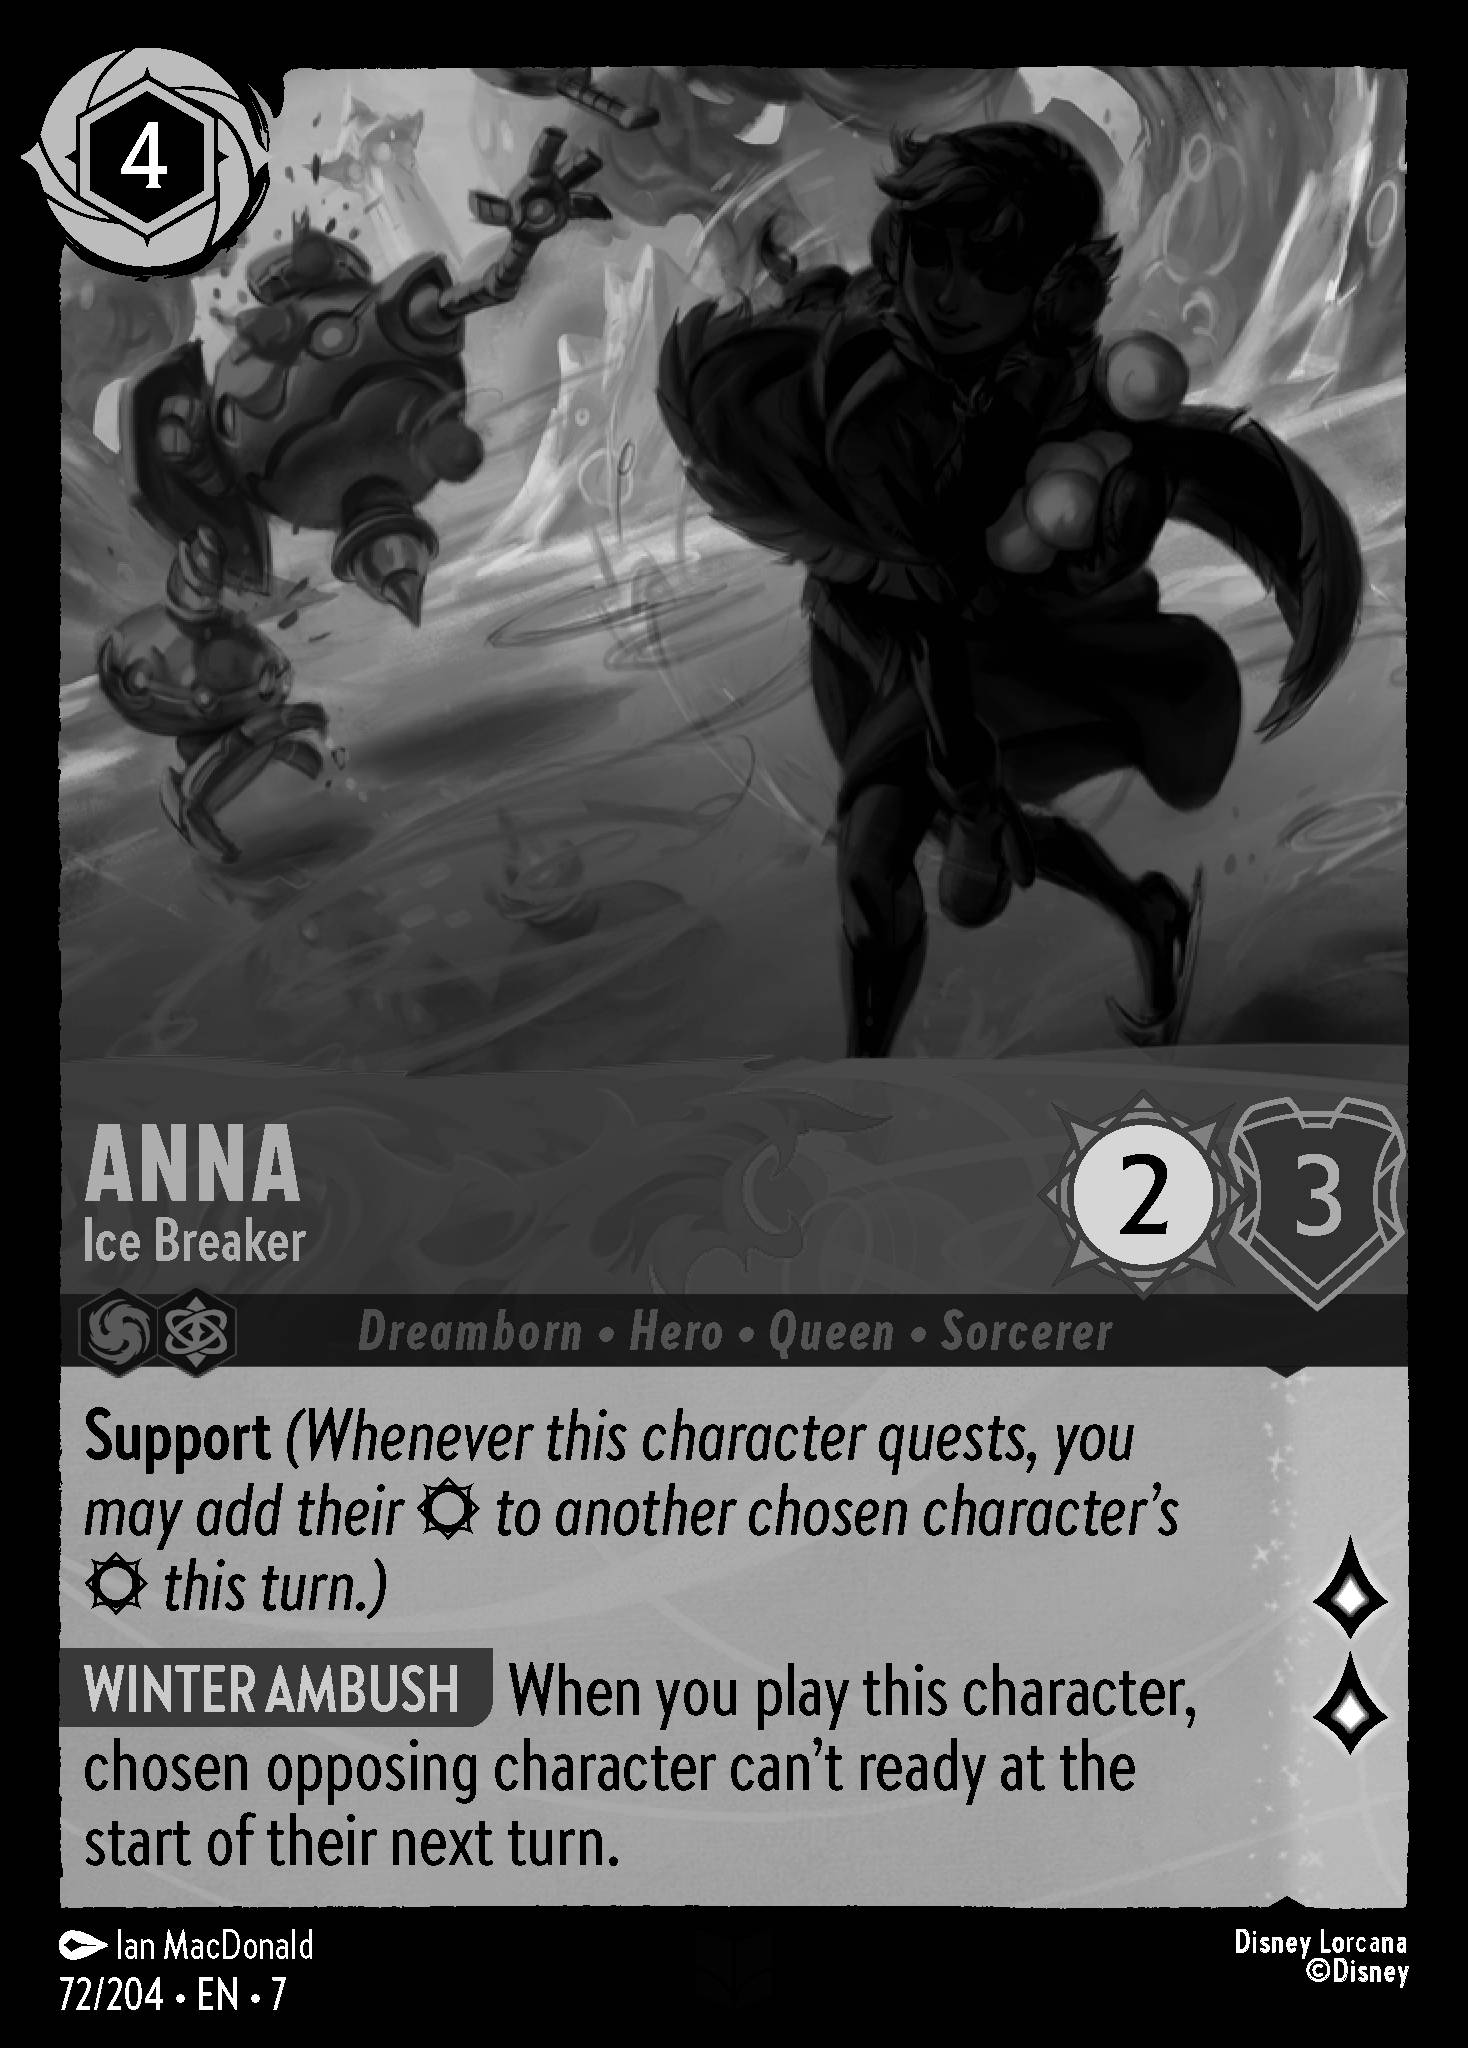 4
ANNA
Ice Breaker
2 3
Dreamborn • Hero • Queen • Sorcerer
Support (Whenever this character quests, you
may add their to another chosen character's
this turn.)
WINTER AMBUSH When you play this character,
chosen opposing character can't ready at the
start of their next turn.
Ian MacDonald
72/204 • EN • 7
Disney Lorcana
©Disney